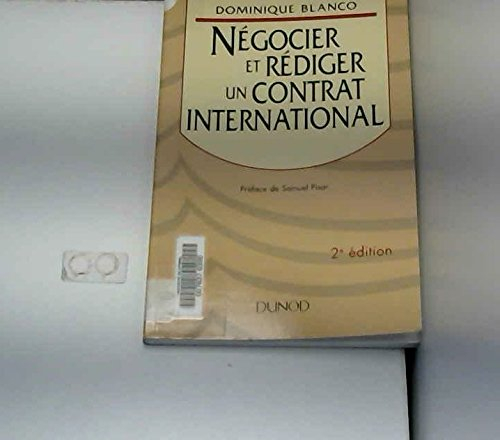 DOMINIQUE BLANCO
NÉGOCIER
ET RÉDIGER
UN CONTRAT
INTERNATIONAL
Préface de Samuel Pisar
2e édition
DUNOD